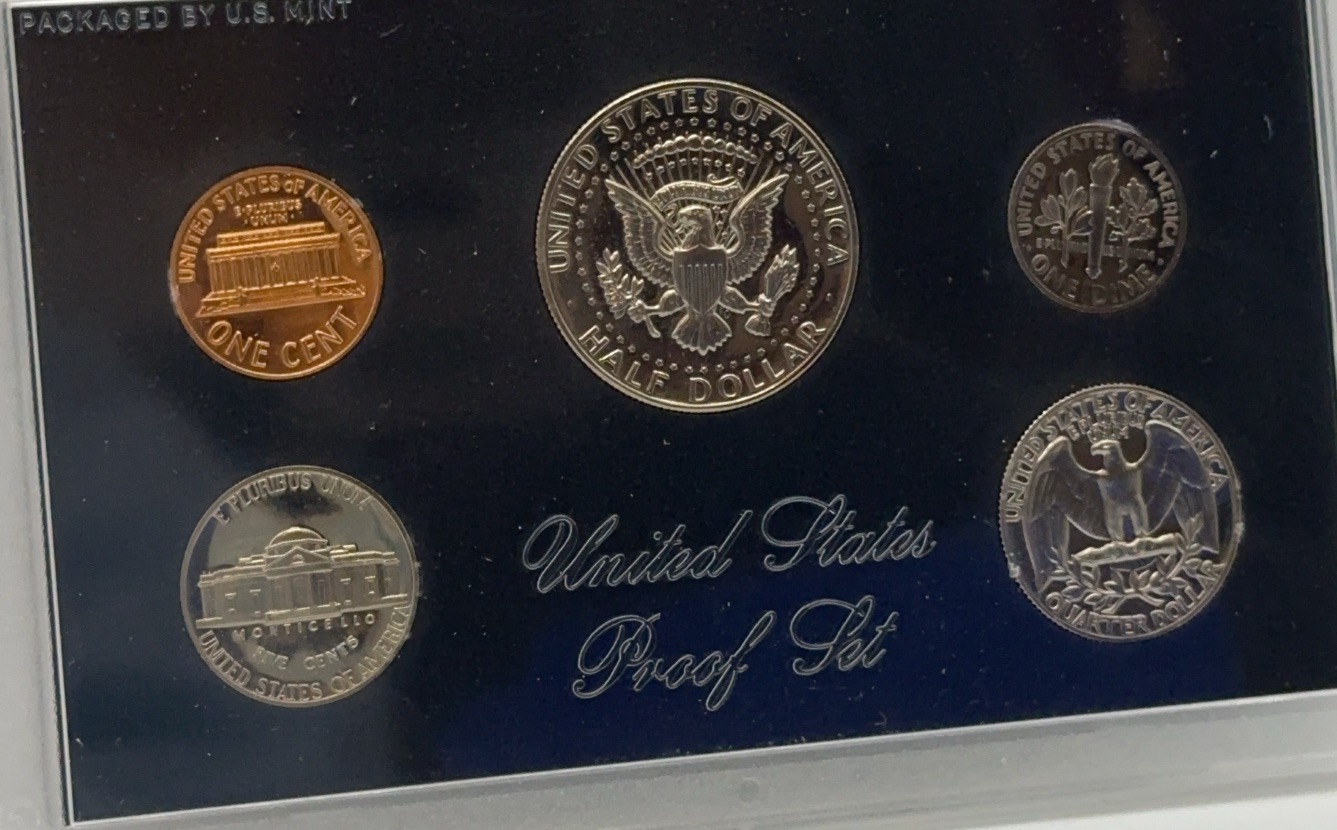 PACKAGED BY U.S. MINT
UNITED STATES OF AMERICA
E PLURIBUS
UNUM
ONE CENT
UNITED STATES OF AMERICA
HALF DOLLAR
UNITED STATES OF AMERICA
ONE DIME
E PLURIBUS UNUM
MONTICELLO
FIVE CENTS
UNITED STATES OF AMERICA
United States
Proof Set
UNITED STATES OF AMERICA
QUARTER DOLLAR